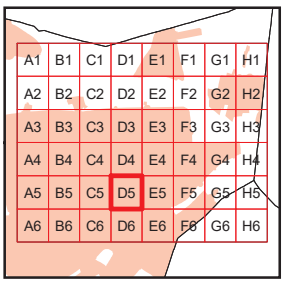 A1 B1 C1 D1 E1 F1 G1 H1
A2 B2 C2 D2 E2 F2 G2 H2
A3 B3 C3 D3 E3 F3 G3 H3
A4 B4 C4 D4 E4 F4 G4 H4
A5 B5 C5 D5 E5 F5 G5 H5
A6 B6 C6 D6 E6 F6 G6 H6